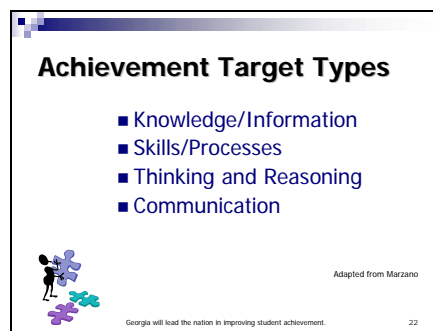 Achievement Target Types
Knowledge/Information
Skills/Processes
Thinking and Reasoning
Communication
Adapted from Marzano
Georgia will lead the nation in improving student achievement. 22